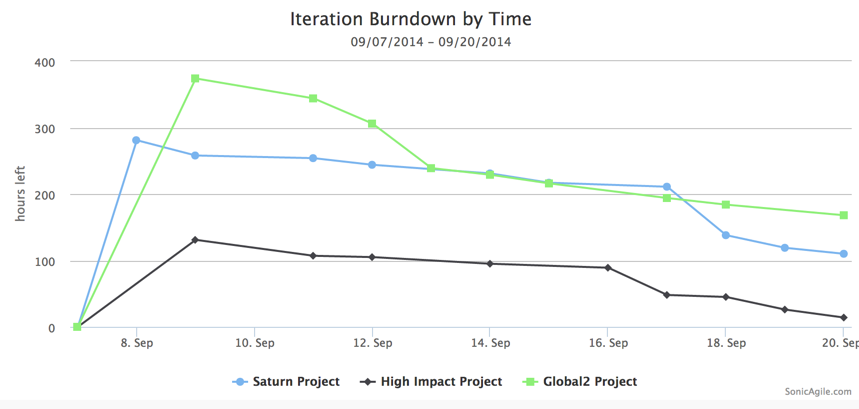 Iteration Burndown by Time
09/07/2014 – 09/20/2014
hours left
400
300
200
100
0
8. Sep 10. Sep 12. Sep 14. Sep 16. Sep 18. Sep 20. Sep
Saturn Project High Impact Project Global2 Project
SonicAgile.com